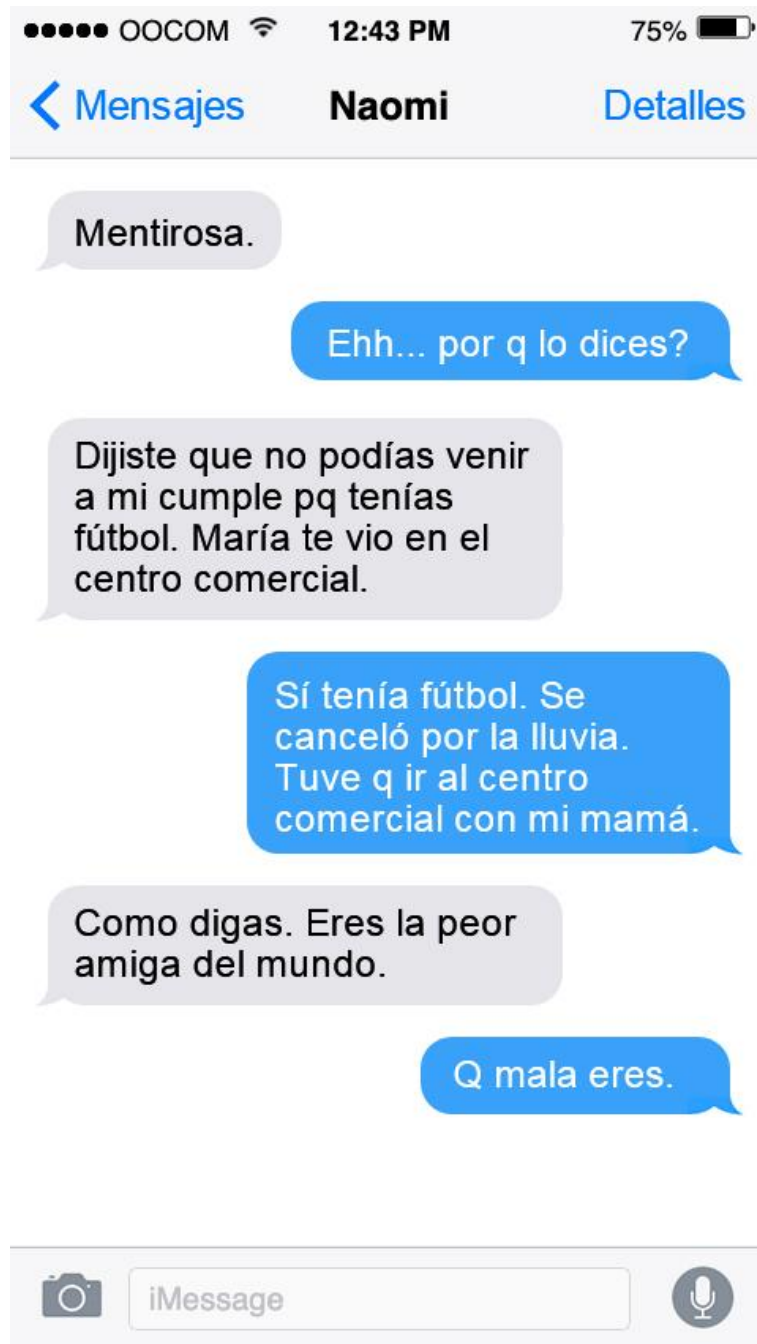 OOCOM 12:43 PM 75%
Mensajes Naomi Detalles
Mentirosa.
Ehh... por q lo dices?
Dijiste que no podías venir
a mi cumple pq tenías
fútbol. María te vio en el
centro comercial.
Sí tenía fútbol. Se
canceló por la lluvia.
Tuve q ir al centro
comercial con mi mamá.
Como digas. Eres la peor
amiga del mundo.
Q mala eres.
iMessage